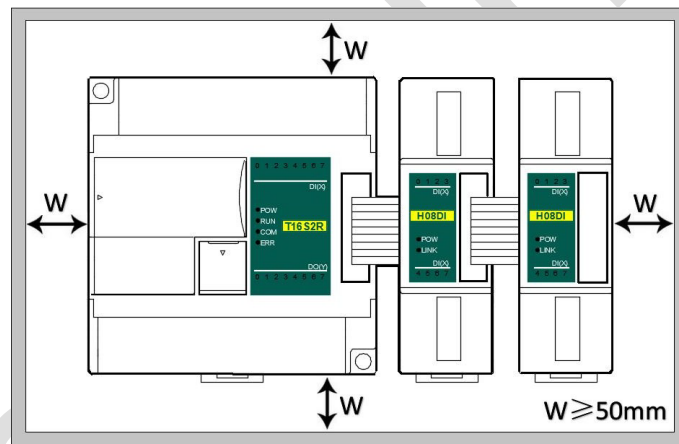 W
0 1 2 3 4 5 6 7
DI(X)
POW
RUN
COM
ERR
T16S2R
DO(Y)
0 1 2 3 4 5 6 7
0 1 2 3
DI(X)
H08DI
POW
LINK
DI(X)
4 5 6 7
0 1 2 3
DI(X)
H08DI
POW
LINK
DI(X)
4 5 6 7
W
W
W
W≥50mm